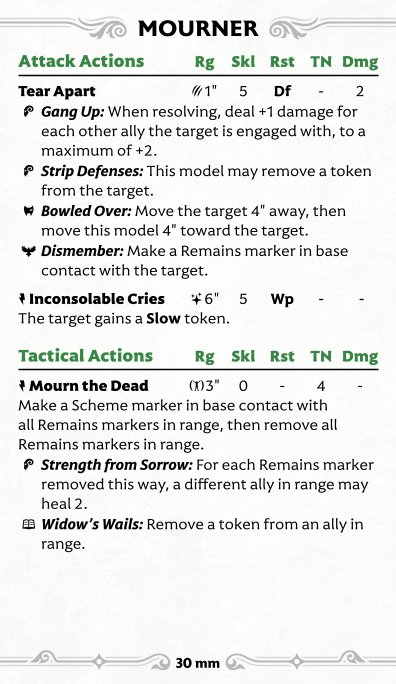 MOURNER
Attack Actions Rg Skl Rst TN Dmg
Tear Apart 1" 5 Df - 2
Gang Up: When resolving, deal +1 damage for
each other ally the target is engaged with, to a
maximum of +2.
Strip Defenses: This model may remove a token
from the target.
Bowled Over: Move the target 4" away, then
move this model 4" toward the target.
Dismember: Make a Remains marker in base
contact with the target.
Inconsolable Cries 6" 5 Wp - -
The target gains a Slow token.
Tactical Actions Rg Skl Rst TN Dmg
Mourn the Dead 3" 0 - 4 -
Make a Scheme marker in base contact with
all Remains markers in range, then remove all
Remains markers in range.
Strength from Sorrow: For each Remains marker
removed this way, a different ally in range may
heal 2.
Widow's Wails: Remove a token from an ally in
range.
30 mm